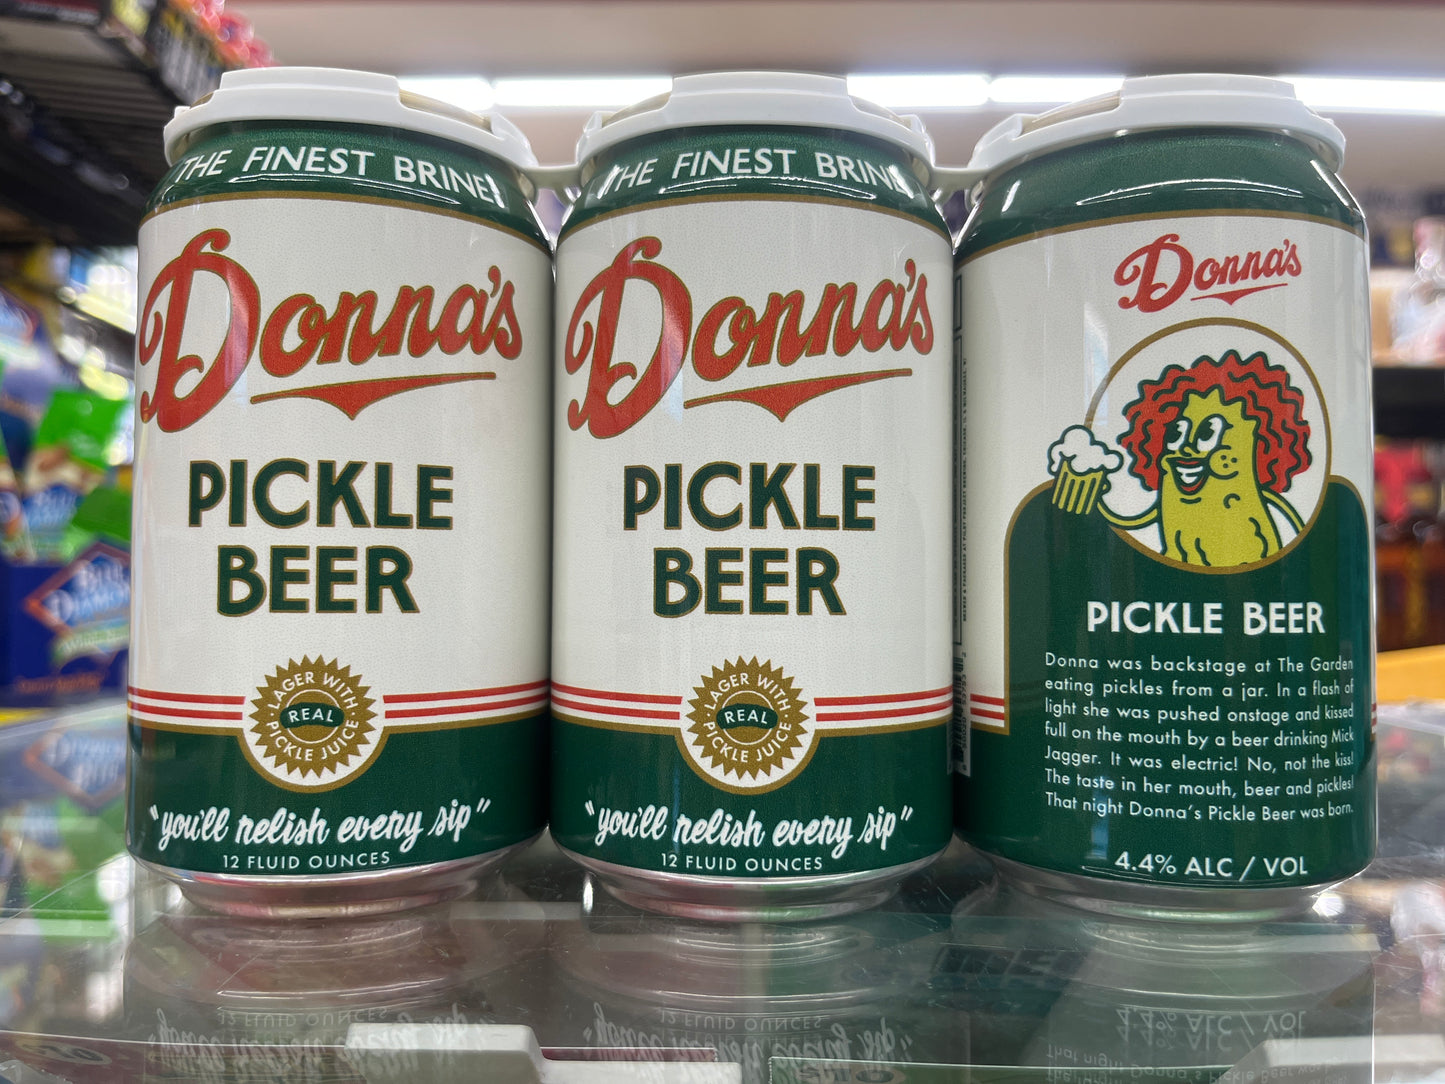 THE FINEST BRINE
Donna's
PICKLE
BEER
LAGER WITH
REAL
PICKLE JUICE
"you'll relish every sip"
12 FLUID OUNCES
THE FINEST BRINE
Donna's
PICKLE
BEER
LAGER WITH
REAL
PICKLE JUICE
"you'll relish every sip"
12 FLUID OUNCES
Donna's
PICKLE BEER
Donna was backstage at The Garden
eating pickles from a jar. In a flash of
light she was pushed onstage and kissed
full on the mouth by a beer drinking Mick
Jagger. It was electric! No, not the kiss!
The taste in her mouth, beer and pickles!
That night Donna's Pickle Beer was born.
4.4% ALC / VOL
BLUE
DIAMOND